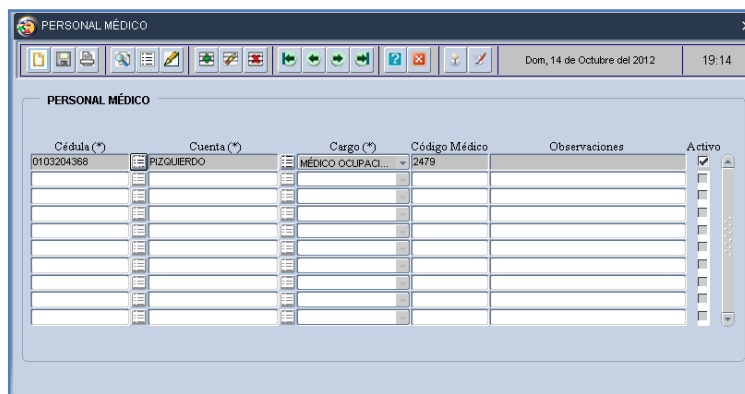 PERSONAL MÉDICO
Dom, 14 de Octubre del 2012 19:14
PERSONAL MÉDICO
Cédula (*) Cuenta (*) Cargo (*) Código Médico Observaciones Activo
0103204368 PIZQUIERDO MÉDICO OCUPACI... 2479